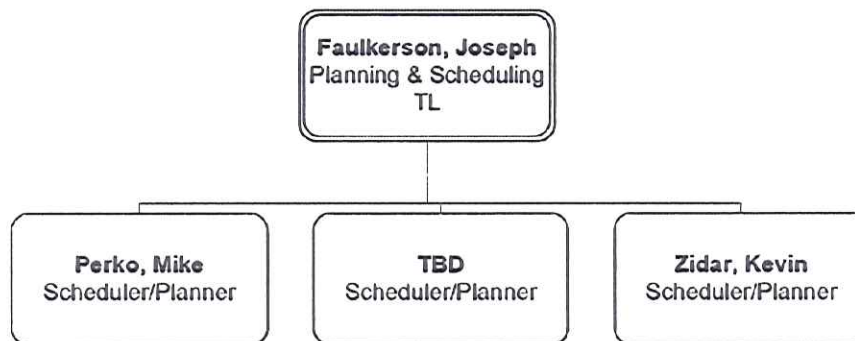 Faulkerson, Joseph
Planning & Scheduling
TL
Perko, Mike
Scheduler/Planner
TBD
Scheduler/Planner
Zidar, Kevin
Scheduler/Planner